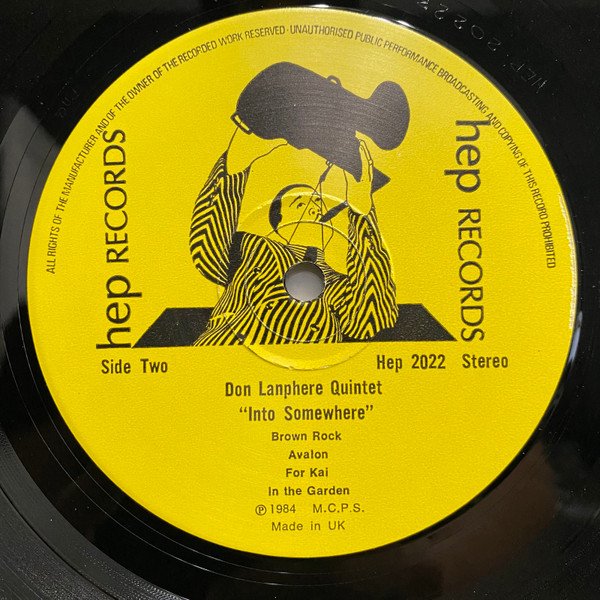 ALL RIGHTS OF THE MANUFACTURER AND OF THE OWNER OF THE RECORDED WORK RESERVED · UNAUTHORISED PUBLIC PERFORMANCE BROADCASTING AND COPYING OF THIS RECORD PROHIBITED
hep RECORDS
hep RECORDS
Side Two
Hep 2022 Stereo
Don Lanphere Quintet
“Into Somewhere”
Brown Rock
Avalon
For Kai
In the Garden
℗ 1984 M.C.P.S.
Made in UK